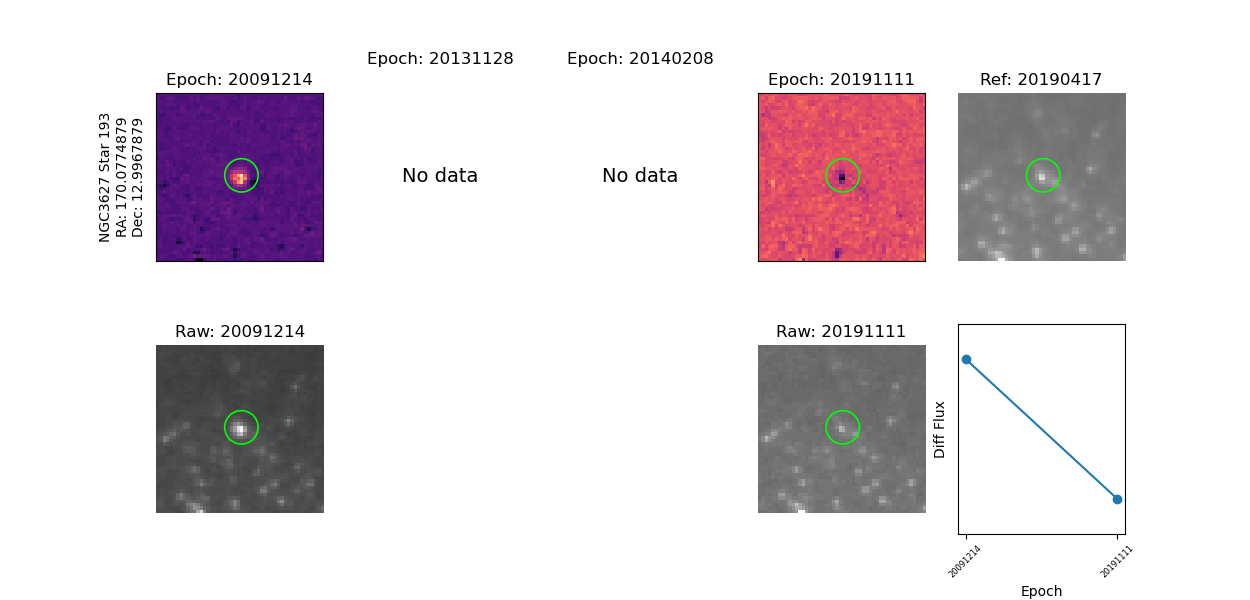 Epoch: 20131128
Epoch: 20140208
Epoch: 20091214
Epoch: 20191111
Ref: 20190417
NGC3627 Star 193
RA: 170.0774879
Dec: 12.9967879
No data
No data
Raw: 20091214
Raw: 20191111
Diff Flux
20091214
20191111
Epoch